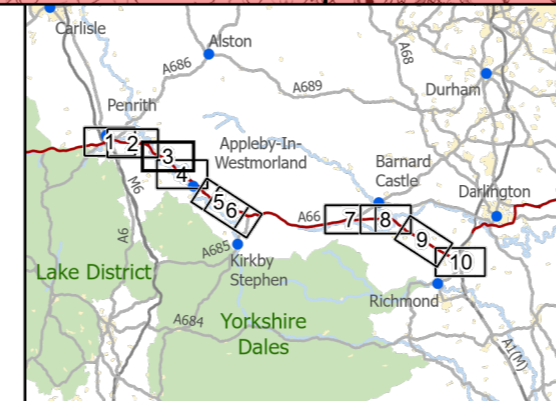 Carlisle
Alston
A686
A689
A68
Durham
Penrith
1
2
3
4
Appleby-In-
Westmorland
Barnard
Castle
Darlington
M6
5
6
A66
7
8
9
10
A6
A685
Kirkby
Stephen
Lake District
Richmond
A684
Yorkshire
Dales
A1(M)